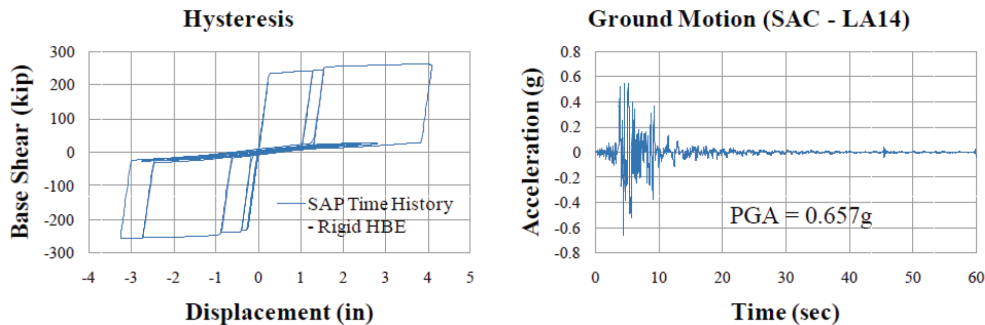 Hysteresis
Base Shear (kip)
300
200
100
0
-100
-200
-300
-4 -3 -2 -1 0 1 2 3 4 5
Displacement (in)
SAP Time History
- Rigid HBE
Ground Motion (SAC - LA14)
Acceleration (g)
0.8
0.6
0.4
0.2
0
-0.2
-0.4
-0.6
-0.8
0 10 20 30 40 50 60
Time (sec)
PGA = 0.657g